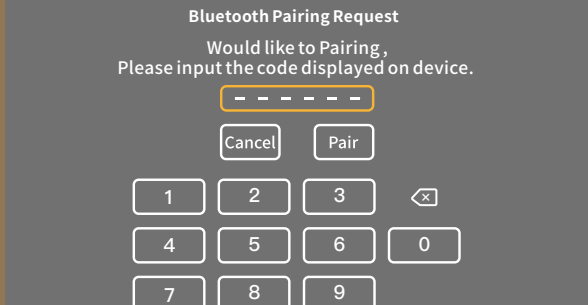 Bluetooth Pairing Request
Would like to Pairing ,
Please input the code displayed on device.
– – – – – –
Cancel Pair
1 2 3
4 5 6 0
7 8 9